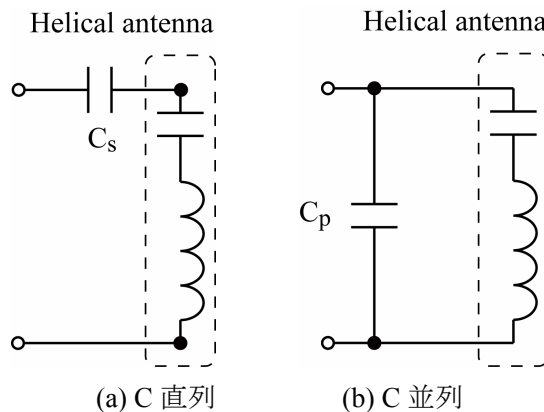 Helical antenna
Helical antenna
Cs
Cp
(a) C 直列
(b) C 並列